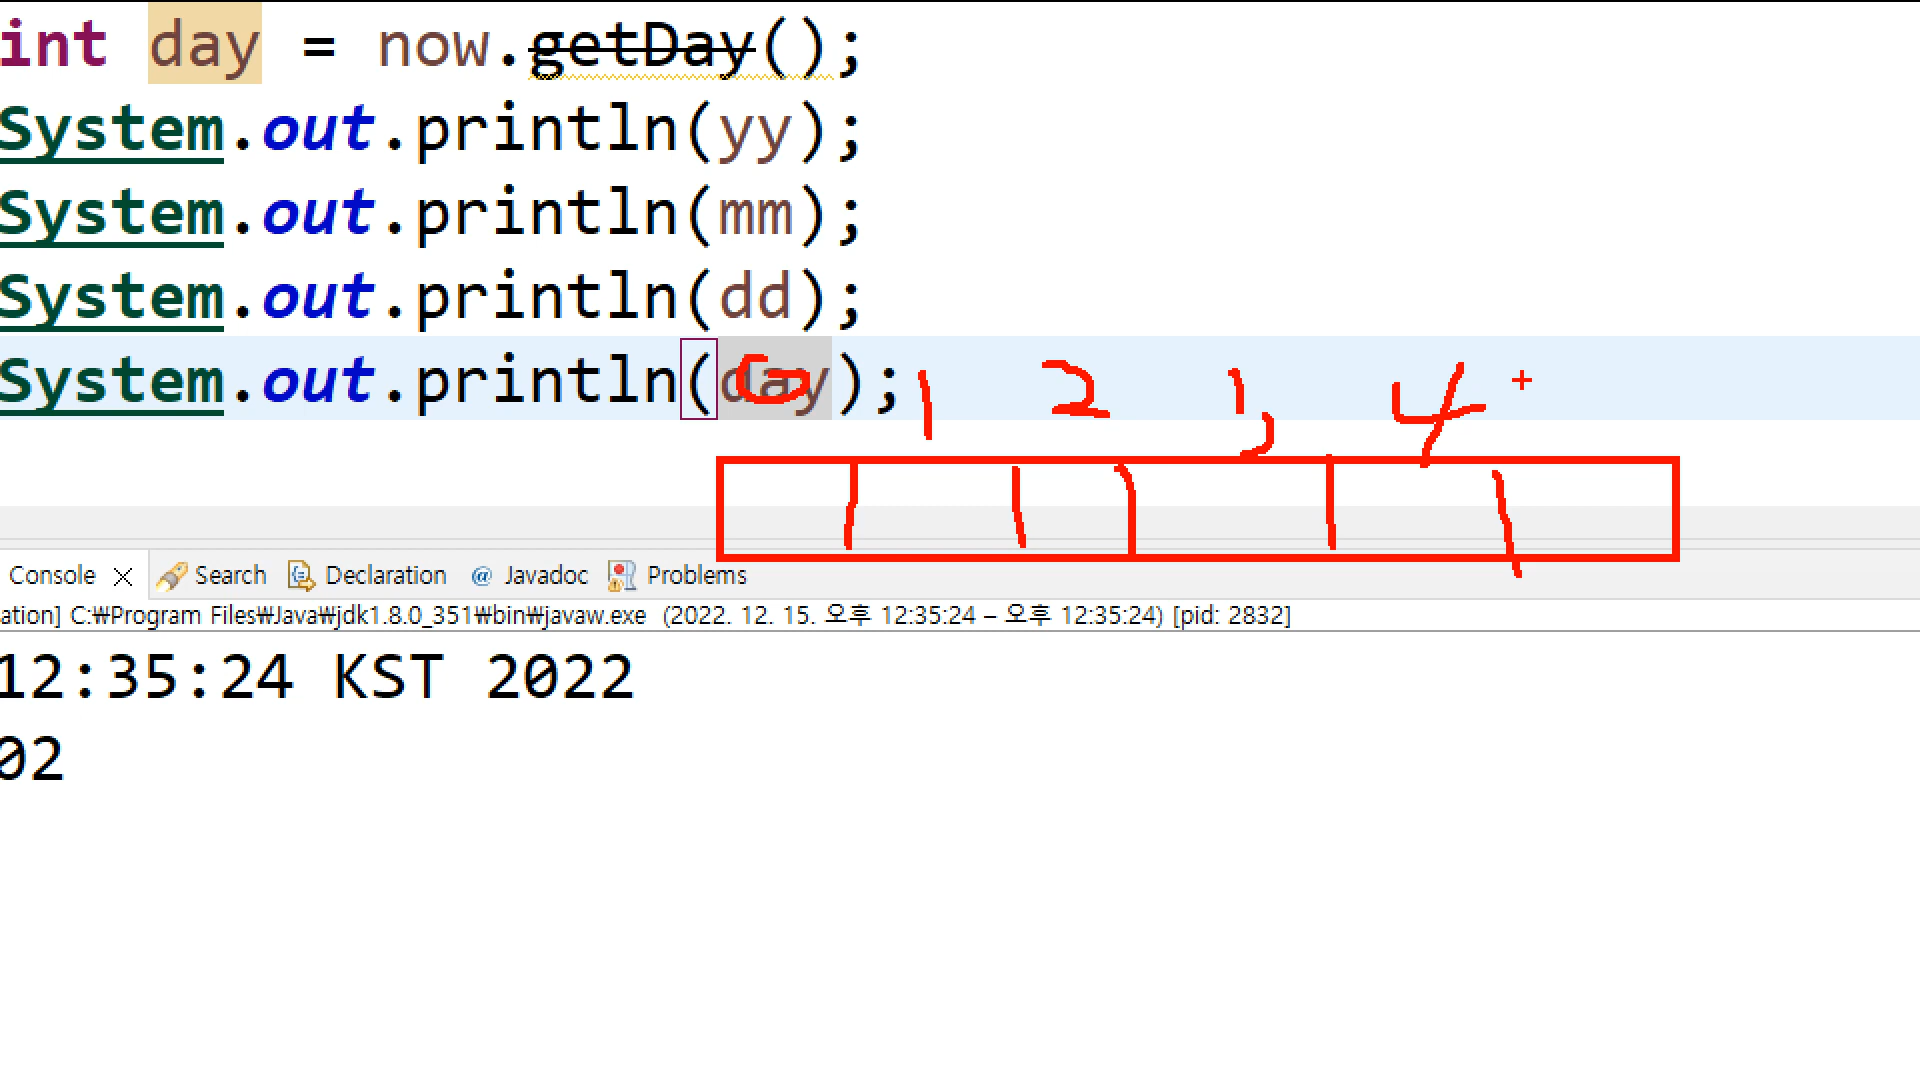 int day = now.getDay();
System.out.println(yy);
System.out.println(mm);
System.out.println(dd);
System.out.println(day);
0 1 2 3 4
Console Search Declaration @ Javadoc Problems
ation] C:₩Program Files₩Java₩jdk1.8.0_351₩bin₩javaw.exe (2022. 12. 15. 오후 12:35:24 – 오후 12:35:24) [pid: 2832]
12:35:24 KST 2022
02